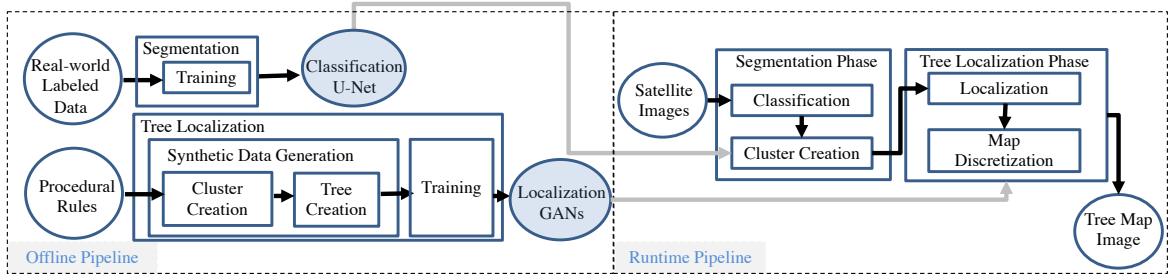 Segmentation
Real-world
Labeled
Data
Training
Classification
U-Net
Tree Localization
Synthetic Data Generation
Procedural
Rules
Cluster
Creation
Tree
Creation
Training
Localization
GANs
Offline Pipeline
Segmentation Phase
Satellite
Images
Classification
Cluster Creation
Tree Localization Phase
Localization
Map
Discretization
Tree Map
Image
Runtime Pipeline